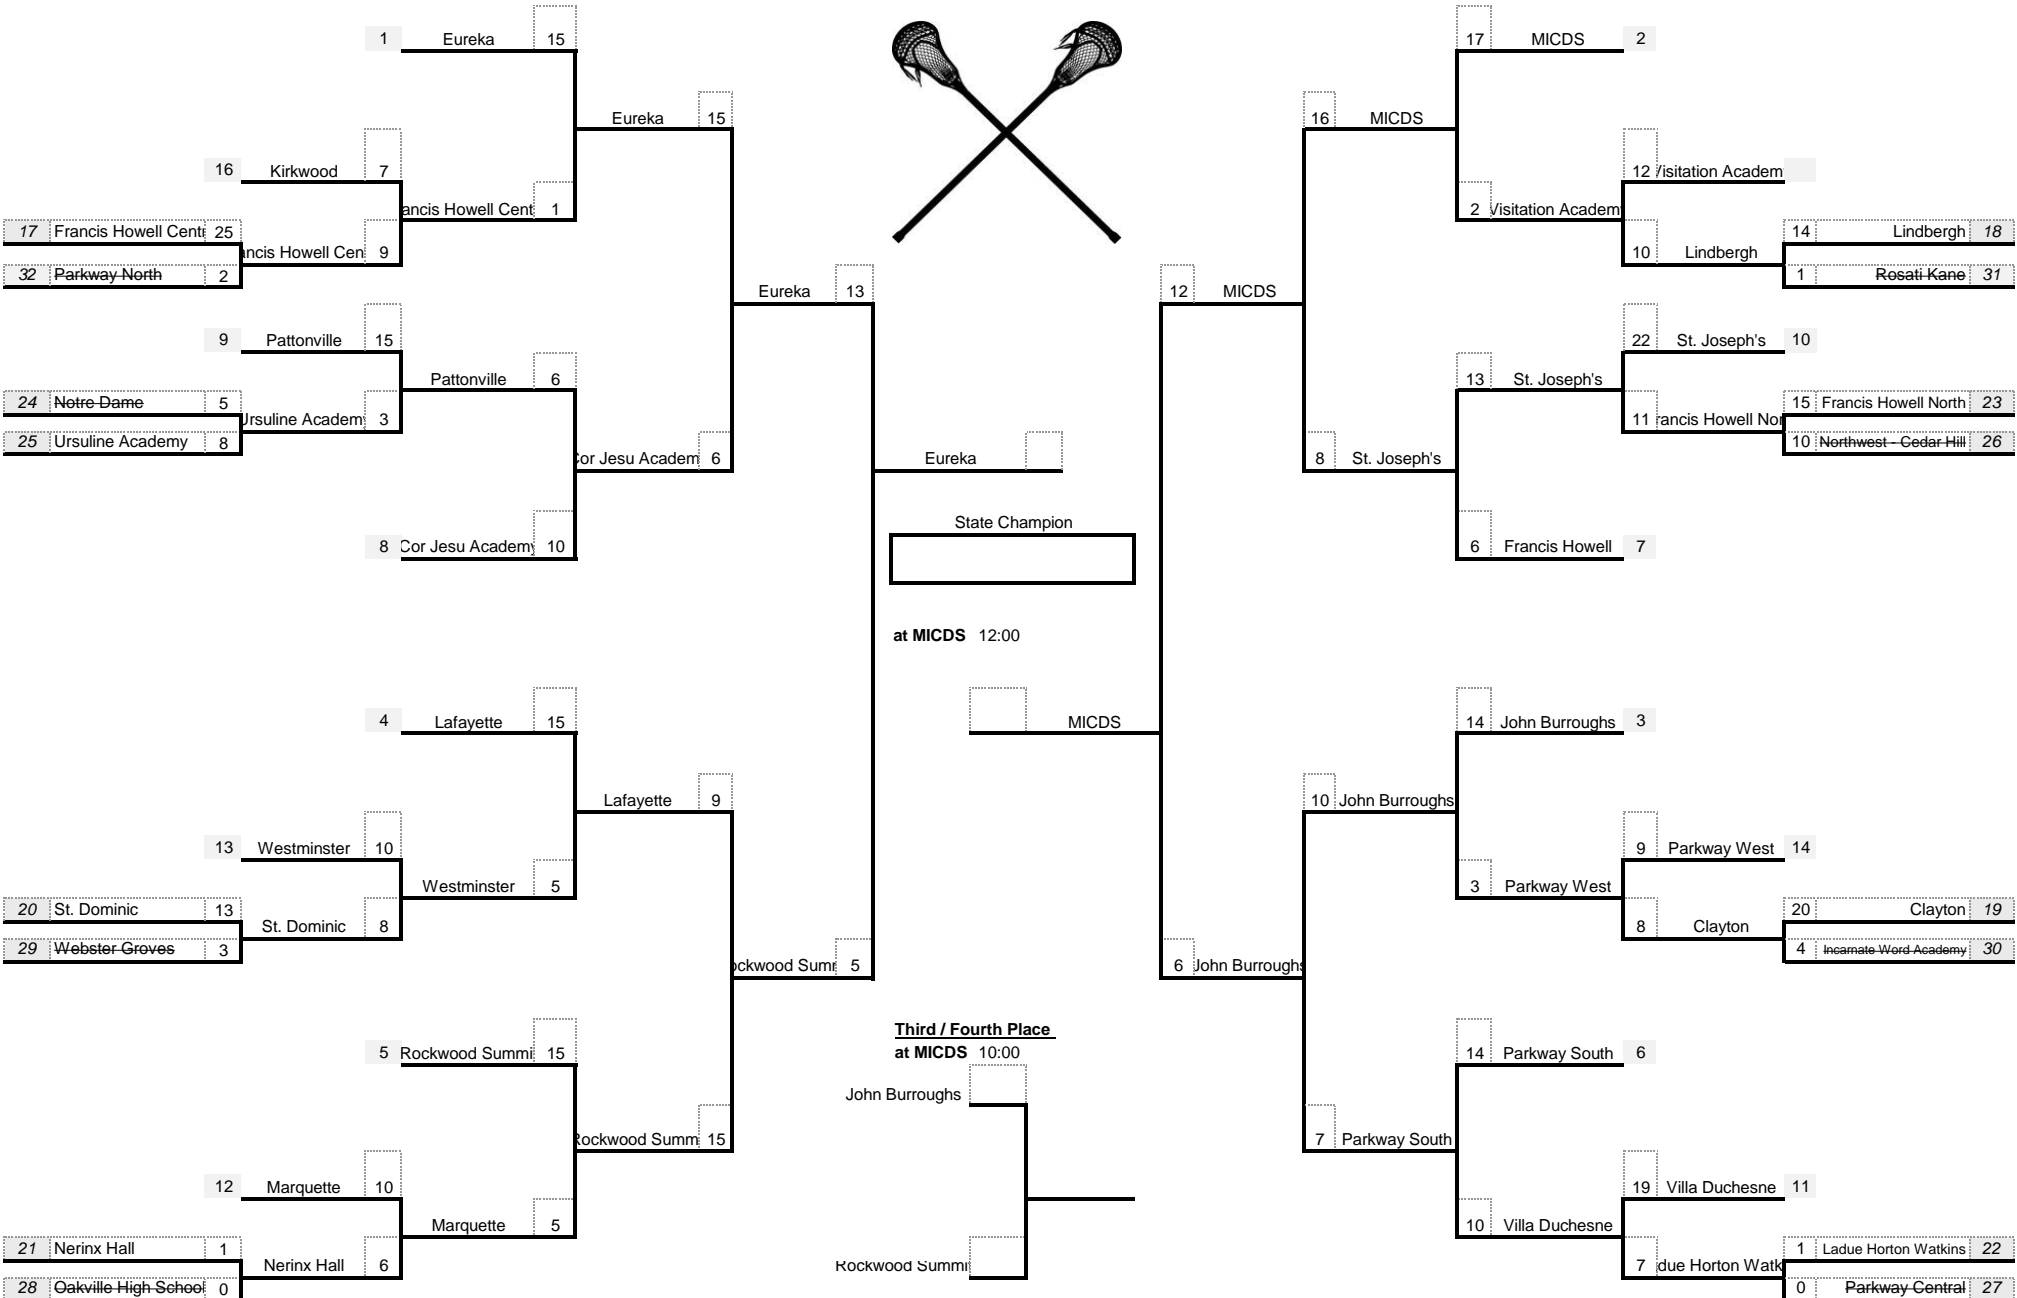 1 Eureka 15
16 Kirkwood 7
17 Francis Howell Cent 25
32 Parkway North 2
ancis Howell Cen 9
ancis Howell Cent 1
Eureka 15
9 Pattonville 15
24 Notre Dame 5
25 Ursuline Academy 8
Ursuline Academ 3
Pattonville 6
8 Cor Jesu Academy 10
Cor Jesu Academ 6
Eureka 13
4 Lafayette 15
13 Westminster 10
20 St. Dominic 13
29 Webster Groves 3
St. Dominic 8
Westminster 5
Lafayette 9
5 Rockwood Summi 15
12 Marquette 10
21 Nerinx Hall 1
28 Oakville High School 0
Nerinx Hall 6
Marquette 5
Rockwood Summ 15
ockwood Sum 5
Eureka
State Champion
at MICDS 12:00
MICDS
Third / Fourth Place
at MICDS 10:00
John Burroughs
Rockwood Summi
17 MICDS 2
12 Visitation Academ
14 Lindbergh 18
1 Rosati Kane 31
10 Lindbergh
2 Visitation Academ
16 MICDS
22 St. Joseph's 10
15 Francis Howell North 23
10 Northwest - Cedar Hill 26
11 rancis Howell Nor
13 St. Joseph's
6 Francis Howell 7
8 St. Joseph's
12 MICDS
14 John Burroughs 3
9 Parkway West 14
20 Clayton 19
4 Incarnate Word Academy 30
8 Clayton
3 Parkway West
10 John Burroughs
14 Parkway South 6
19 Villa Duchesne 11
1 Ladue Horton Watkins 22
0 Parkway Central 27
7 due Horton Watk
10 Villa Duchesne
7 Parkway South
6 John Burroughs